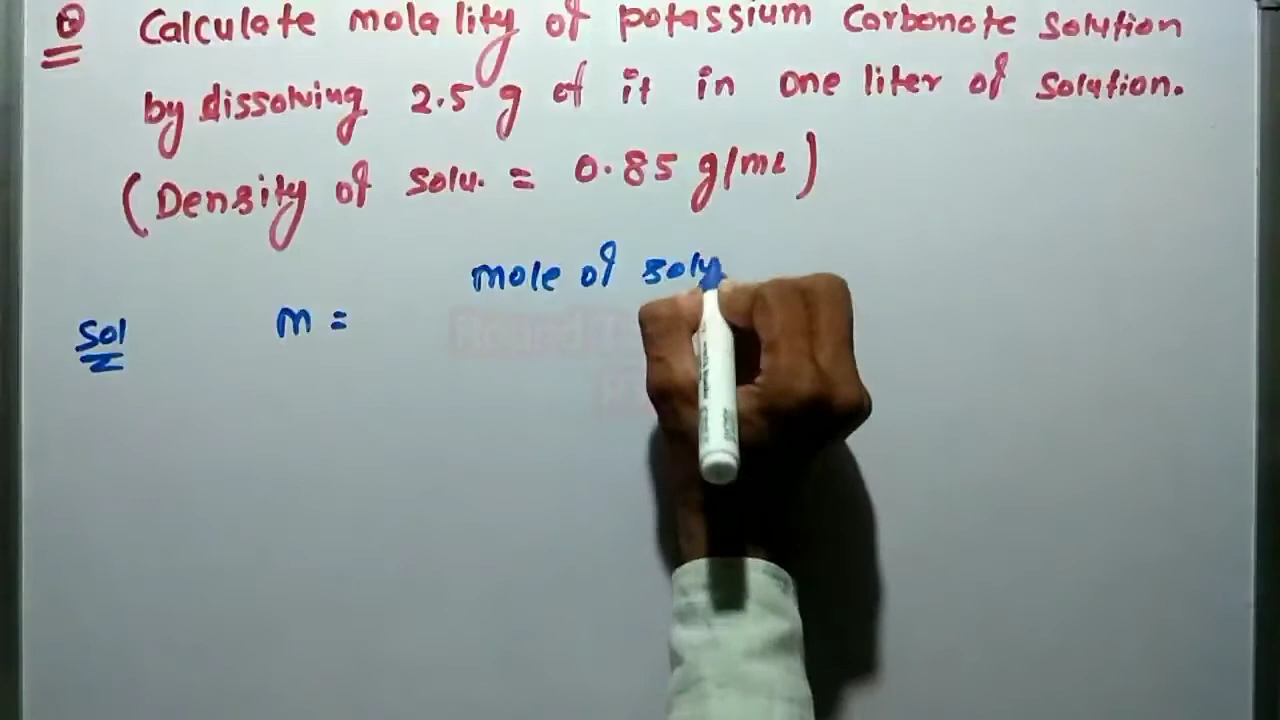 Q Calculate molality of potassium Carbonate solution
by dissolving 2.5 g of it in one liter of solution.
(Density of solu. = 0.85 g/mL)
mole of solu
Sol m =